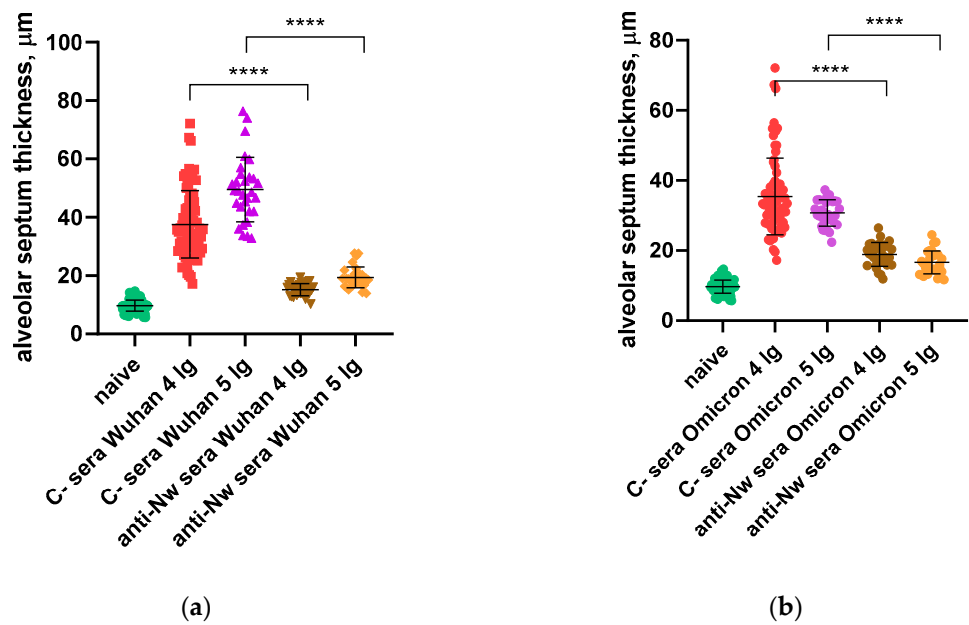 alveolar septum thickness, μm
100
80
60
40
20
0
****
****
naive
C- sera Wuhan 4 lg
C- sera Wuhan 5 lg
anti-Nw sera Wuhan 4 lg
anti-Nw sera Wuhan 5 lg
(a)
alveolar septum thickness, μm
80
60
40
20
0
****
****
naive
C- sera Omicron 4 lg
C- sera Omicron 5 lg
anti-Nw sera Omicron 4 lg
anti-Nw sera Omicron 5 lg
(b)